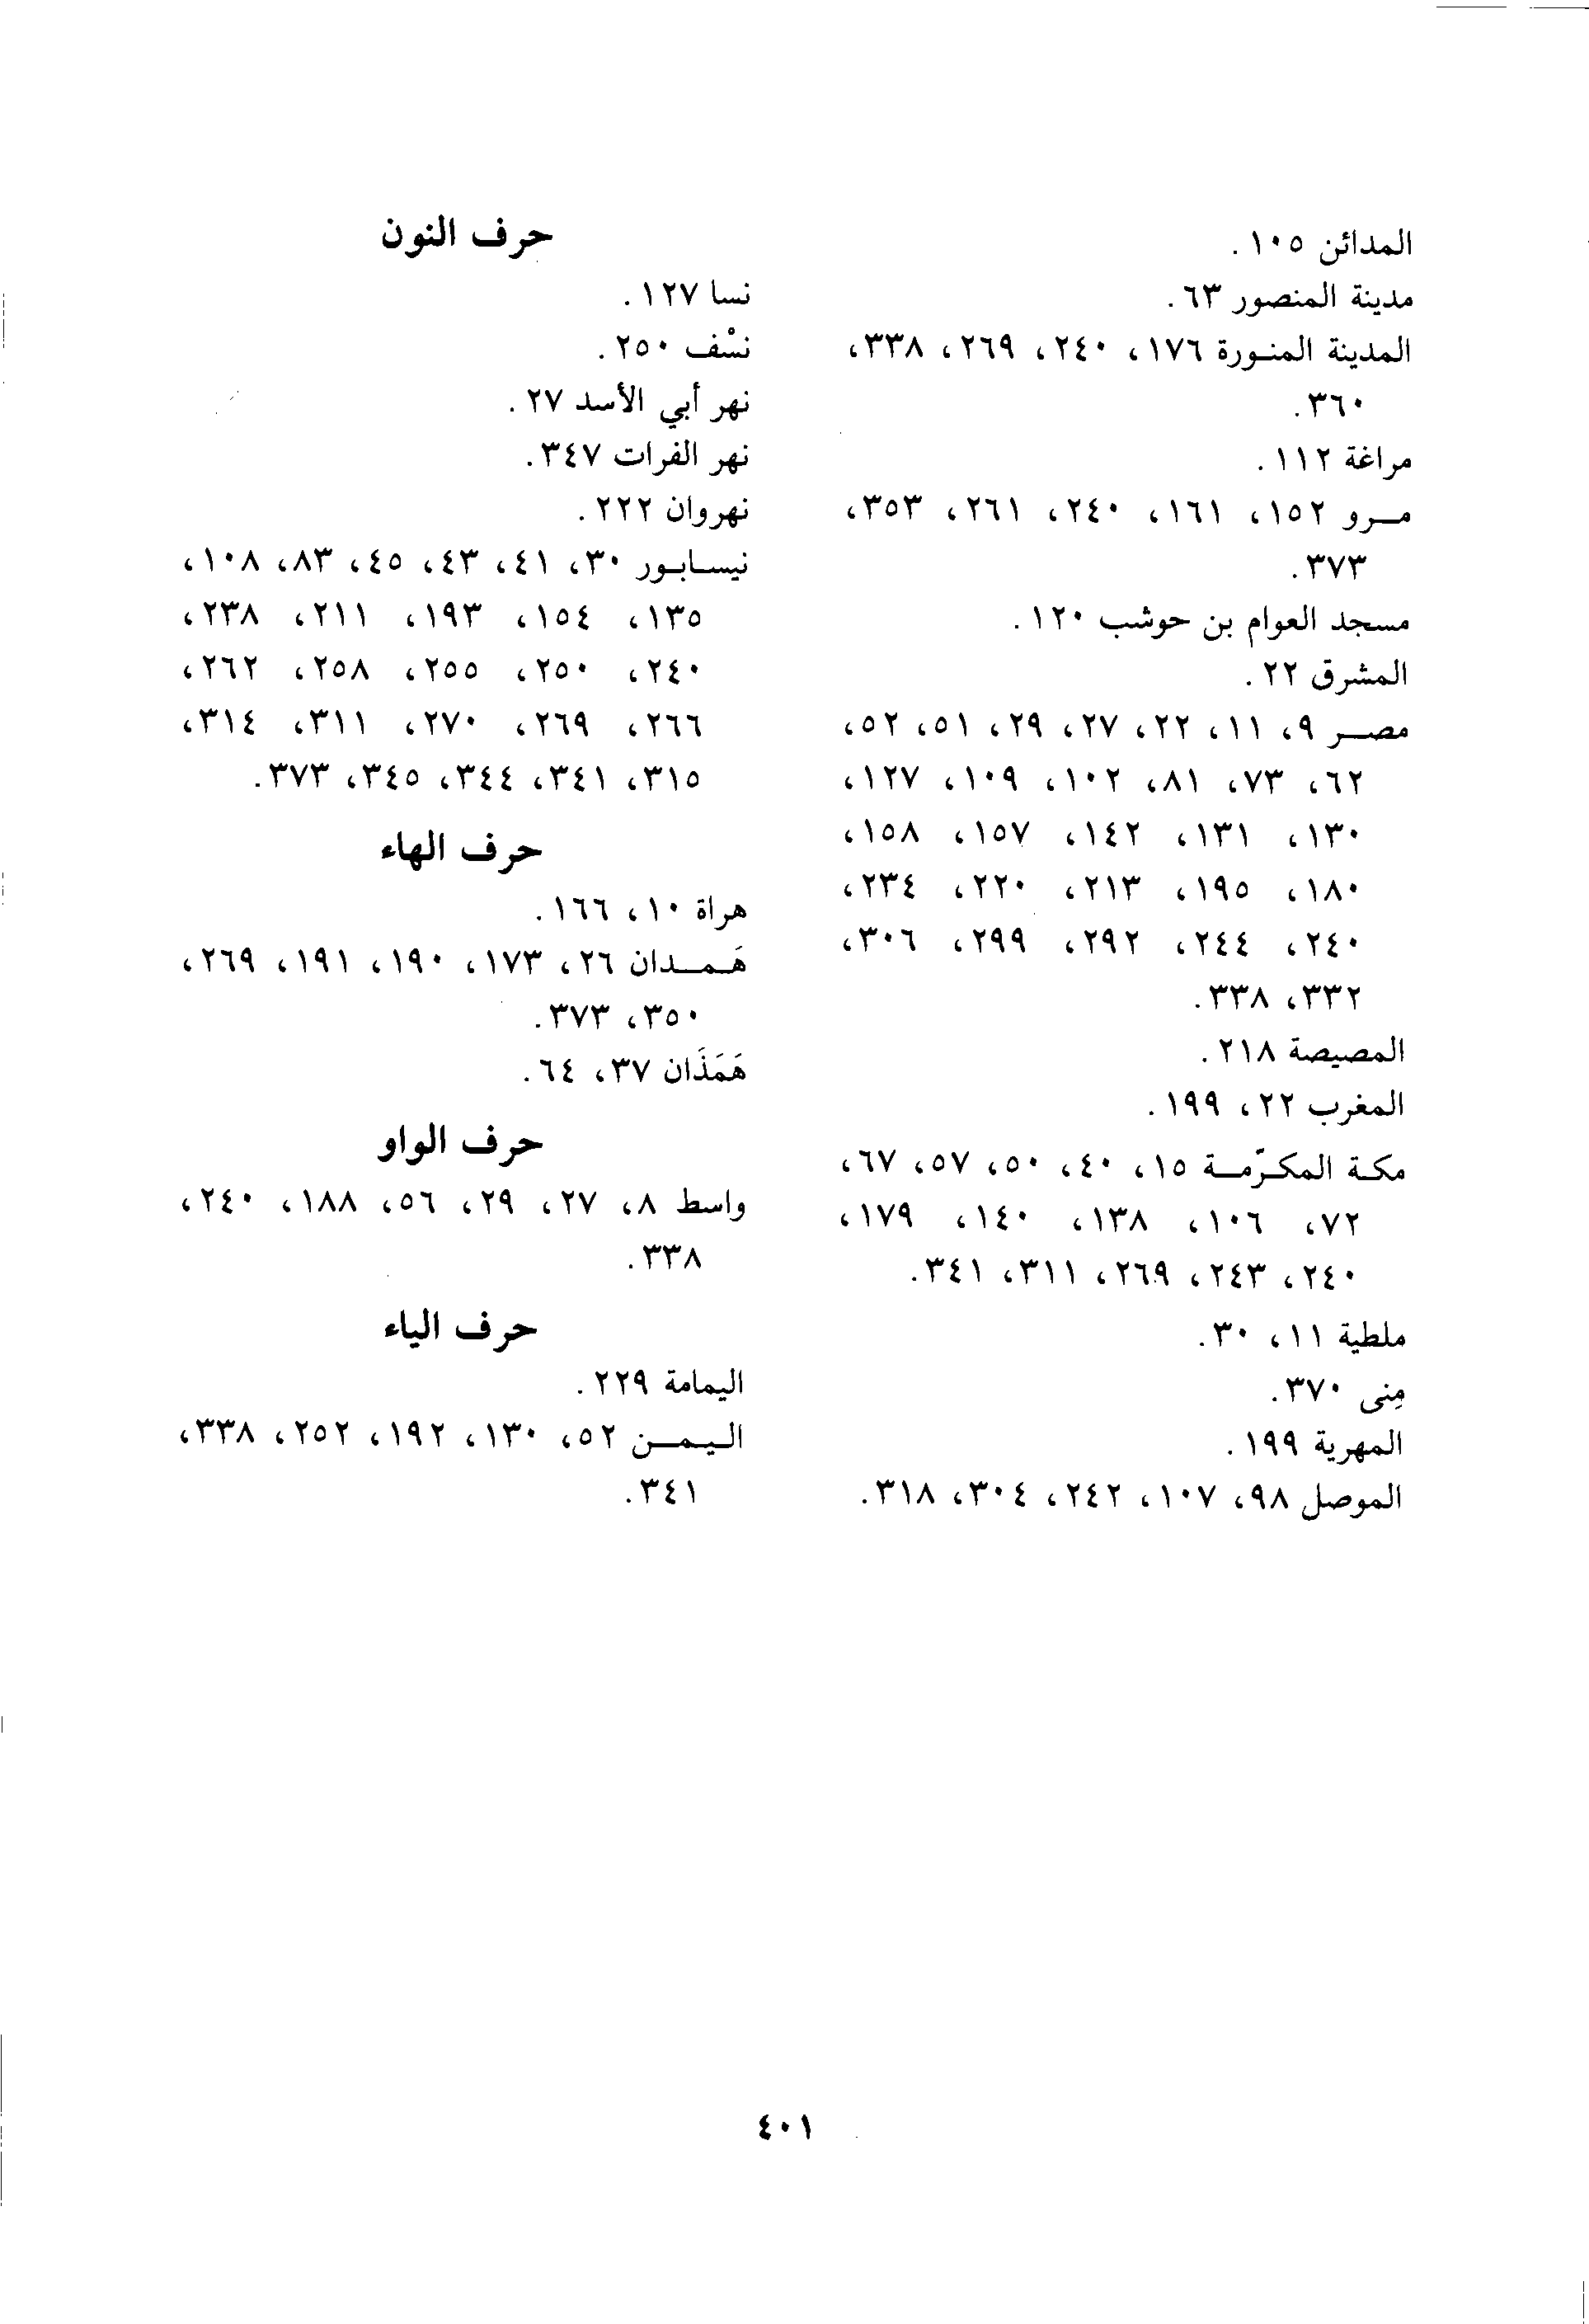 المدائن ١٠٥.
مدينة المنصور ٦٣.
المدينة المنورة ١٧٦، ٢٤٠، ٢٦٩، ٣٣٨،
٣٦٠.
مراغة ١١٢.
مرو ١٥٢، ١٦١، ٢٤٠، ٢٦١، ٣٥٣،
٣٧٣.
مسجد العوام بن حوشب ١٢٠.
المشرق ٢٢.
مصر ٩، ١١، ٢٢، ٢٧، ٢٩، ٥١، ٥٢،
٦٢، ٧٣، ٨١، ١٠٢، ١٠٩، ١٢٧،
١٣٠، ١٣١، ١٤٢، ١٥٧، ١٥٨،
١٨٠، ١٩٥، ٢١٣، ٢٢٠، ٢٣٤،
٢٤٠، ٢٤٤، ٢٩٢، ٢٩٩، ٣٠٦،
٣٣٢، ٣٣٨.
المصيصة ٢١٨.
المغرب ٢٢، ١٩٩.
مكة المكرّمة ١٥، ٤٠، ٥٠، ٥٧، ٦٧،
٧٢، ١٠٦، ١٣٨، ١٤٠، ١٧٩،
٢٤٠، ٢٤٣، ٢٦٩، ٣١١، ٣٤١.
ملطية ١١، ٣٠.
مِنى ٣٧٠.
المهرية ١٩٩.
الموصل ٩٨، ١٠٧، ٢٤٢، ٣٠٤، ٣١٨.
حرف النون
نسا ١٢٧.
نسْف ٢٥٠.
نهر أبي الأسد ٢٧.
نهر الفرات ٣٤٧.
نهروان ٢٢٢.
نيسابور ٣٠، ٤١، ٤٣، ٤٥، ٨٣، ١٠٨،
١٣٥، ١٥٤، ١٩٣، ٢١١، ٢٣٨،
٢٤٠، ٢٥٠، ٢٥٥، ٢٥٨، ٢٦٢،
٢٦٦، ٢٦٩، ٢٧٠، ٣١١، ٣١٤،
٣١٥، ٣٤١، ٣٤٤، ٣٤٥، ٣٧٣.
حرف الهاء
هراة ١٠، ١٦٦.
هَمدان ٢٦، ١٧٣، ١٩٠، ١٩١، ٢٦٩،
٣٥٠، ٣٧٣.
هَمَذَان ٣٧، ٦٤.
حرف الواو
واسط ٨، ٢٧، ٢٩، ٥٦، ١٨٨، ٢٤٠،
٣٣٨.
حرف الياء
اليمامة ٢٢٩.
اليمن ٥٢، ١٣٠، ١٩٢، ٢٥٢، ٣٣٨،
٣٤١.
٤٠١